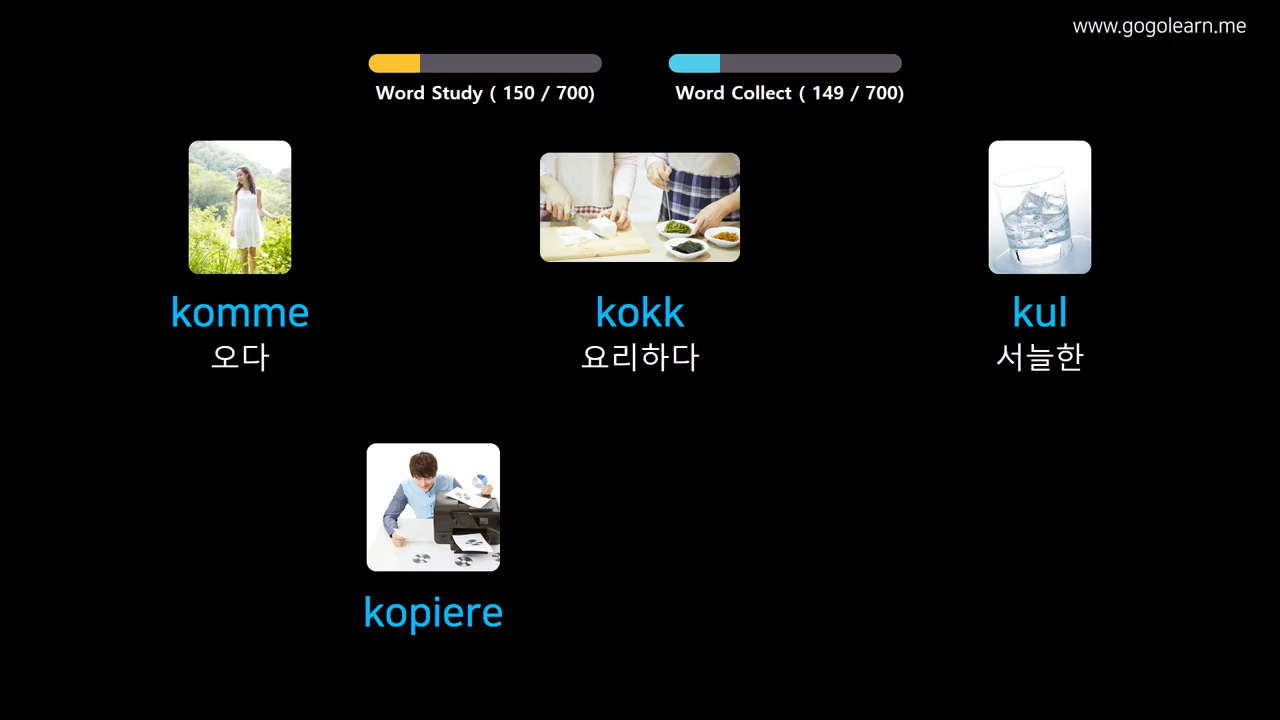 www.gogolearn.me
Word Study ( 150 / 700)
Word Collect ( 149 / 700)
komme
kokk
kul
오다
요리하다
서늘한
kopiere